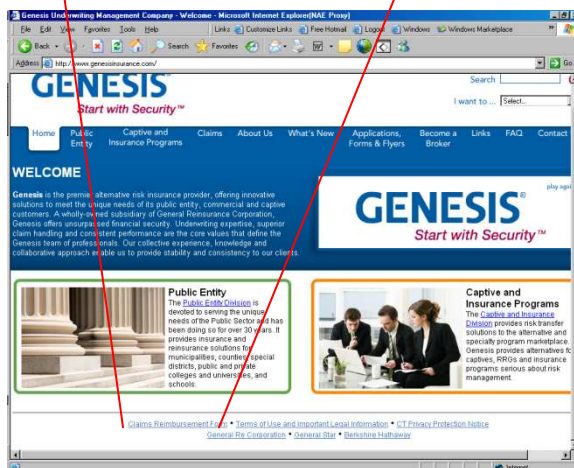 Genesis Underwriting Management Company - Welcome - Microsoft Internet Explorer(NAE Proxy)
File Edit View Favorites Tools Help Links Customize Links Free Hotmail Logout Windows Windows Marketplace
Back Search Favorites
Address http://www.genesisinsurance.com/ Go
GENESIS
Start with Security™
Search
I want to ... Select...
Home Public Entity Captive and Insurance Programs Claims About Us What's New Applications, Forms & Flyers Become a Broker Links FAQ Contact
WELCOME
Genesis is the premier alternative risk insurance provider, offering innovative
solutions to meet the unique needs of its public entity, commercial and captive
customers. A wholly-owned subsidiary of General Reinsurance Corporation,
Genesis offers unsurpassed financial security. Underwriting expertise, superior
claim handling and consistent performance are the core values that define the
Genesis team of professionals. Our collective experience, knowledge and
collaborative approach enable us to provide stability and consistency to our clients.
play again
GENESIS®
Start with Security™
Public Entity
The Public Entity Division is
devoted to serving the unique
needs of the Public Sector and has
been doing so for over 30 years. It
provides insurance and
reinsurance solutions for
municipalities, counties, special
districts, public and private
colleges and universities, and
schools.
Captive and
Insurance Programs
The Captive and Insurance
Division provides risk transfer
solutions to the alternative and
specialty program marketplace.
Genesis provides alternatives fo
captives, RRGs and insurance
programs serious about risk
management.
Claims Reimbursement Form • Terms of Use and Important Legal Information • CT Privacy Protection Notice
General Re Corporation • General Star • Berkshire Hathaway
Internet